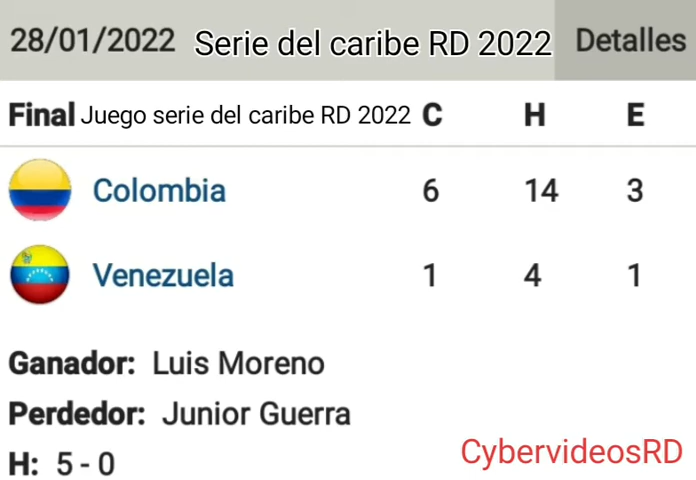 28/01/2022 Serie del caribe RD 2022 Detalles
Final Juego serie del caribe RD 2022 C H E
Colombia 6 14 3
Venezuela 1 4 1
Ganador: Luis Moreno
Perdedor: Junior Guerra
H: 5 - 0
CybervideosRD